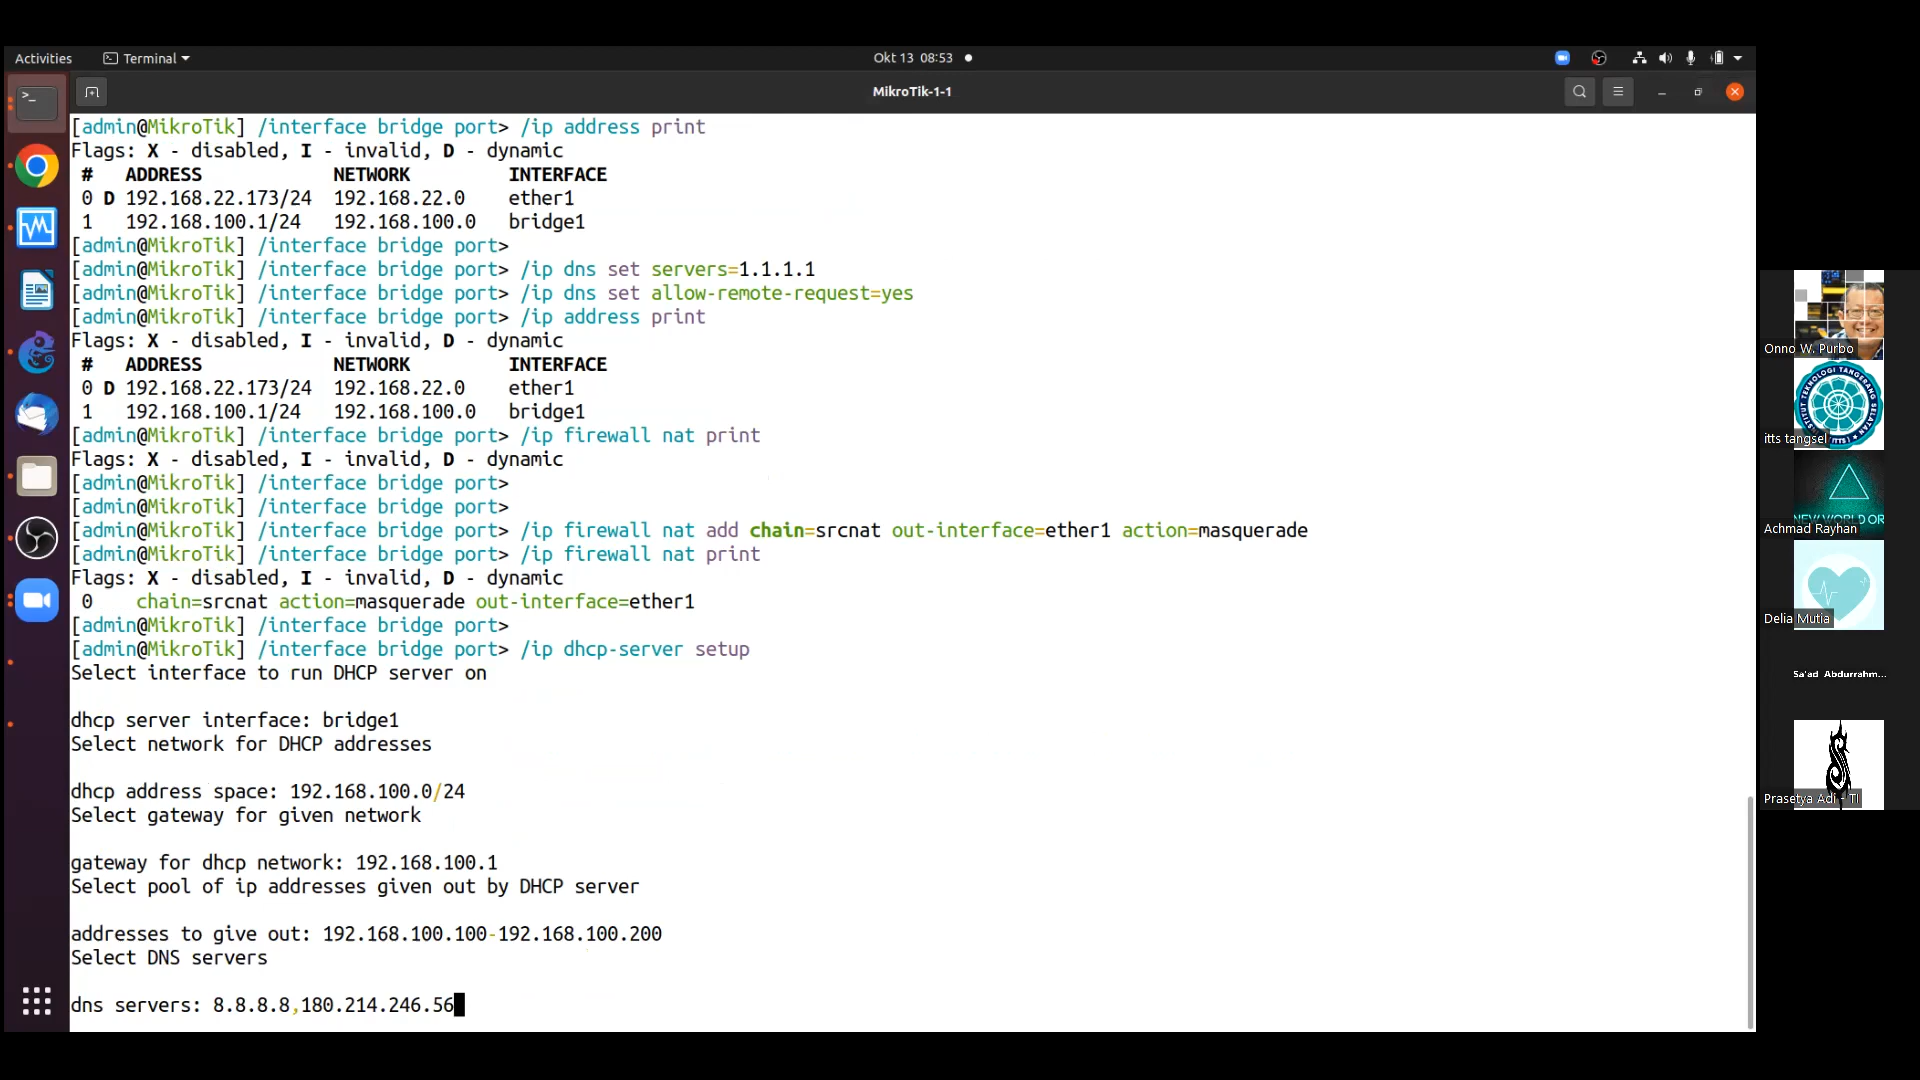 Activities
Terminal
Okt 13 08:53
MikroTik-1-1
[admin@MikroTik] /interface bridge port> /ip address print
Flags: X - disabled, I - invalid, D - dynamic
# ADDRESS NETWORK INTERFACE
0 D 192.168.22.173/24 192.168.22.0 ether1
1 192.168.100.1/24 192.168.100.0 bridge1
[admin@MikroTik] /interface bridge port>
[admin@MikroTik] /interface bridge port> /ip dns set servers=1.1.1.1
[admin@MikroTik] /interface bridge port> /ip dns set allow-remote-request=yes
[admin@MikroTik] /interface bridge port> /ip address print
Flags: X - disabled, I - invalid, D - dynamic
# ADDRESS NETWORK INTERFACE
0 D 192.168.22.173/24 192.168.22.0 ether1
1 192.168.100.1/24 192.168.100.0 bridge1
[admin@MikroTik] /interface bridge port> /ip firewall nat print
Flags: X - disabled, I - invalid, D - dynamic
[admin@MikroTik] /interface bridge port>
[admin@MikroTik] /interface bridge port>
[admin@MikroTik] /interface bridge port> /ip firewall nat add chain=srcnat out-interface=ether1 action=masquerade
[admin@MikroTik] /interface bridge port> /ip firewall nat print
Flags: X - disabled, I - invalid, D - dynamic
0 chain=srcnat action=masquerade out-interface=ether1
[admin@MikroTik] /interface bridge port>
[admin@MikroTik] /interface bridge port> /ip dhcp-server setup
Select interface to run DHCP server on
dhcp server interface: bridge1
Select network for DHCP addresses
dhcp address space: 192.168.100.0/24
Select gateway for given network
gateway for dhcp network: 192.168.100.1
Select pool of ip addresses given out by DHCP server
addresses to give out: 192.168.100.100-192.168.100.200
Select DNS servers
dns servers: 8.8.8.8,180.214.246.56
Onno W. Purbo
INSTITUT TEKNOLOGI TANGERANG SELATAN
(ITTS)
itts tangsel
NEW WORLD OR
Achmad Rayhan
Delia Mutia
Sa'ad Abdurrahm...
Prasetya Adi - TI